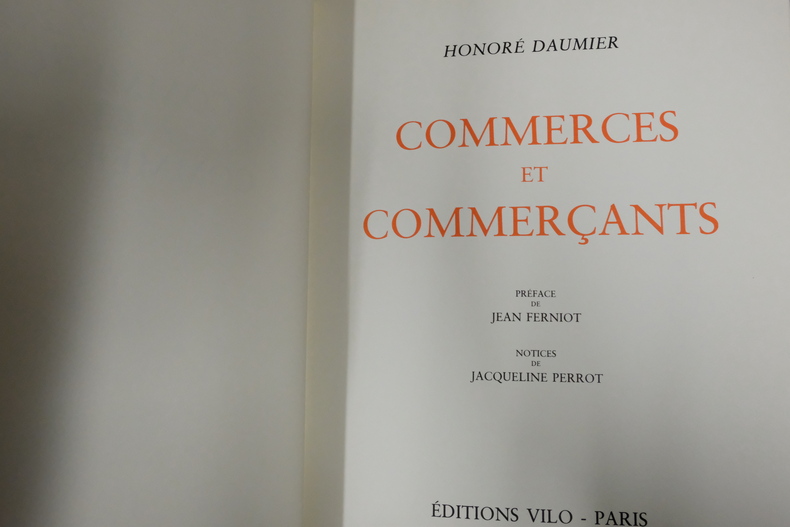 HONORÉ DAUMIER
COMMERCES
ET
COMMERÇANTS
PRÉFACE
DE
JEAN FERNIOT
NOTICES
DE
JACQUELINE PERROT
ÉDITIONS VILO - PARIS